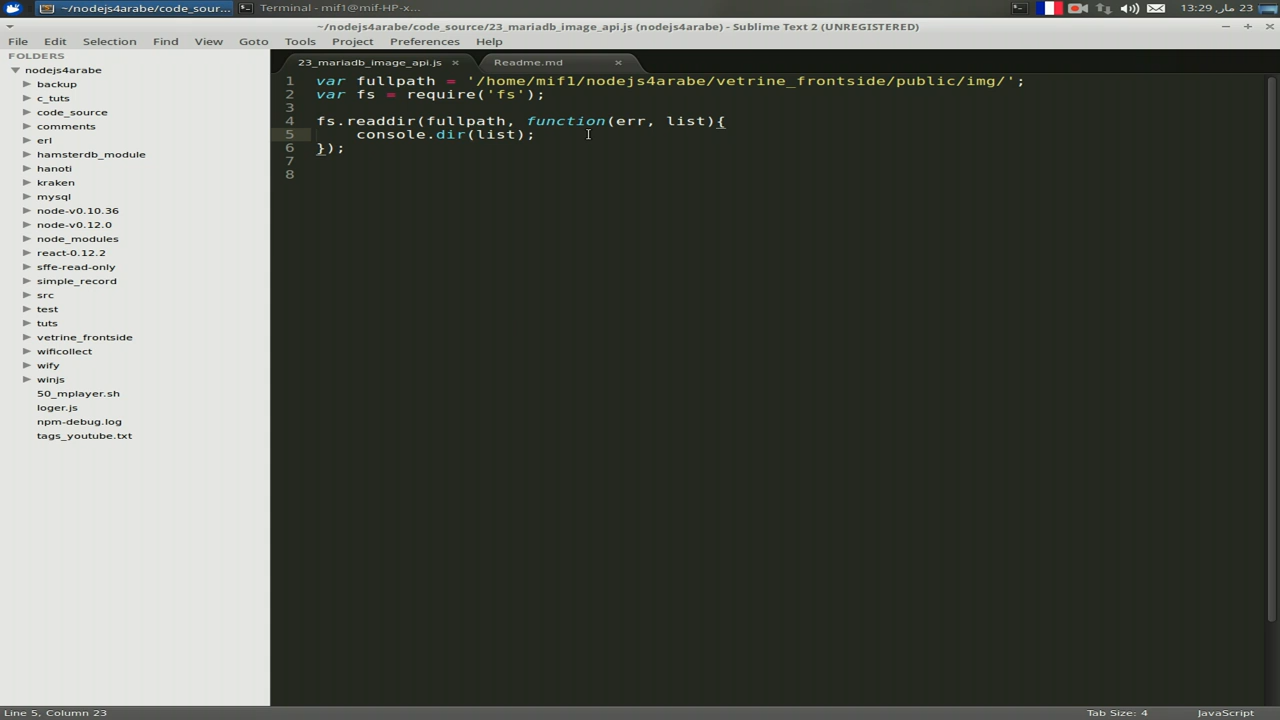 ~/nodejs4arabe/code_sour...
Terminal - mif1@mif-HP-x...
13:29 مار, 23
~/nodejs4arabe/code_source/23_mariadb_image_api.js (nodejs4arabe) - Sublime Text 2 (UNREGISTERED)
File Edit Selection Find View Goto Tools Project Preferences Help
FOLDERS
nodejs4arabe
backup
c_tuts
code_source
comments
erl
hamsterdb_module
hanoti
kraken
mysql
node-v0.10.36
node-v0.12.0
node_modules
react-0.12.2
sffe-read-only
simple_record
src
test
tuts
vetrine_frontside
wificollect
wify
winjs
50_mplayer.sh
loger.js
npm-debug.log
tags_youtube.txt
23_mariadb_image_api.js × Readme.md ×
1 var fullpath = '/home/mif1/nodejs4arabe/vetrine_frontside/public/img/';
2 var fs = require('fs');
3
4 fs.readdir(fullpath, function(err, list){
5 console.dir(list);
6 });
7
8
Line 5, Column 23
Tab Size: 4
JavaScript